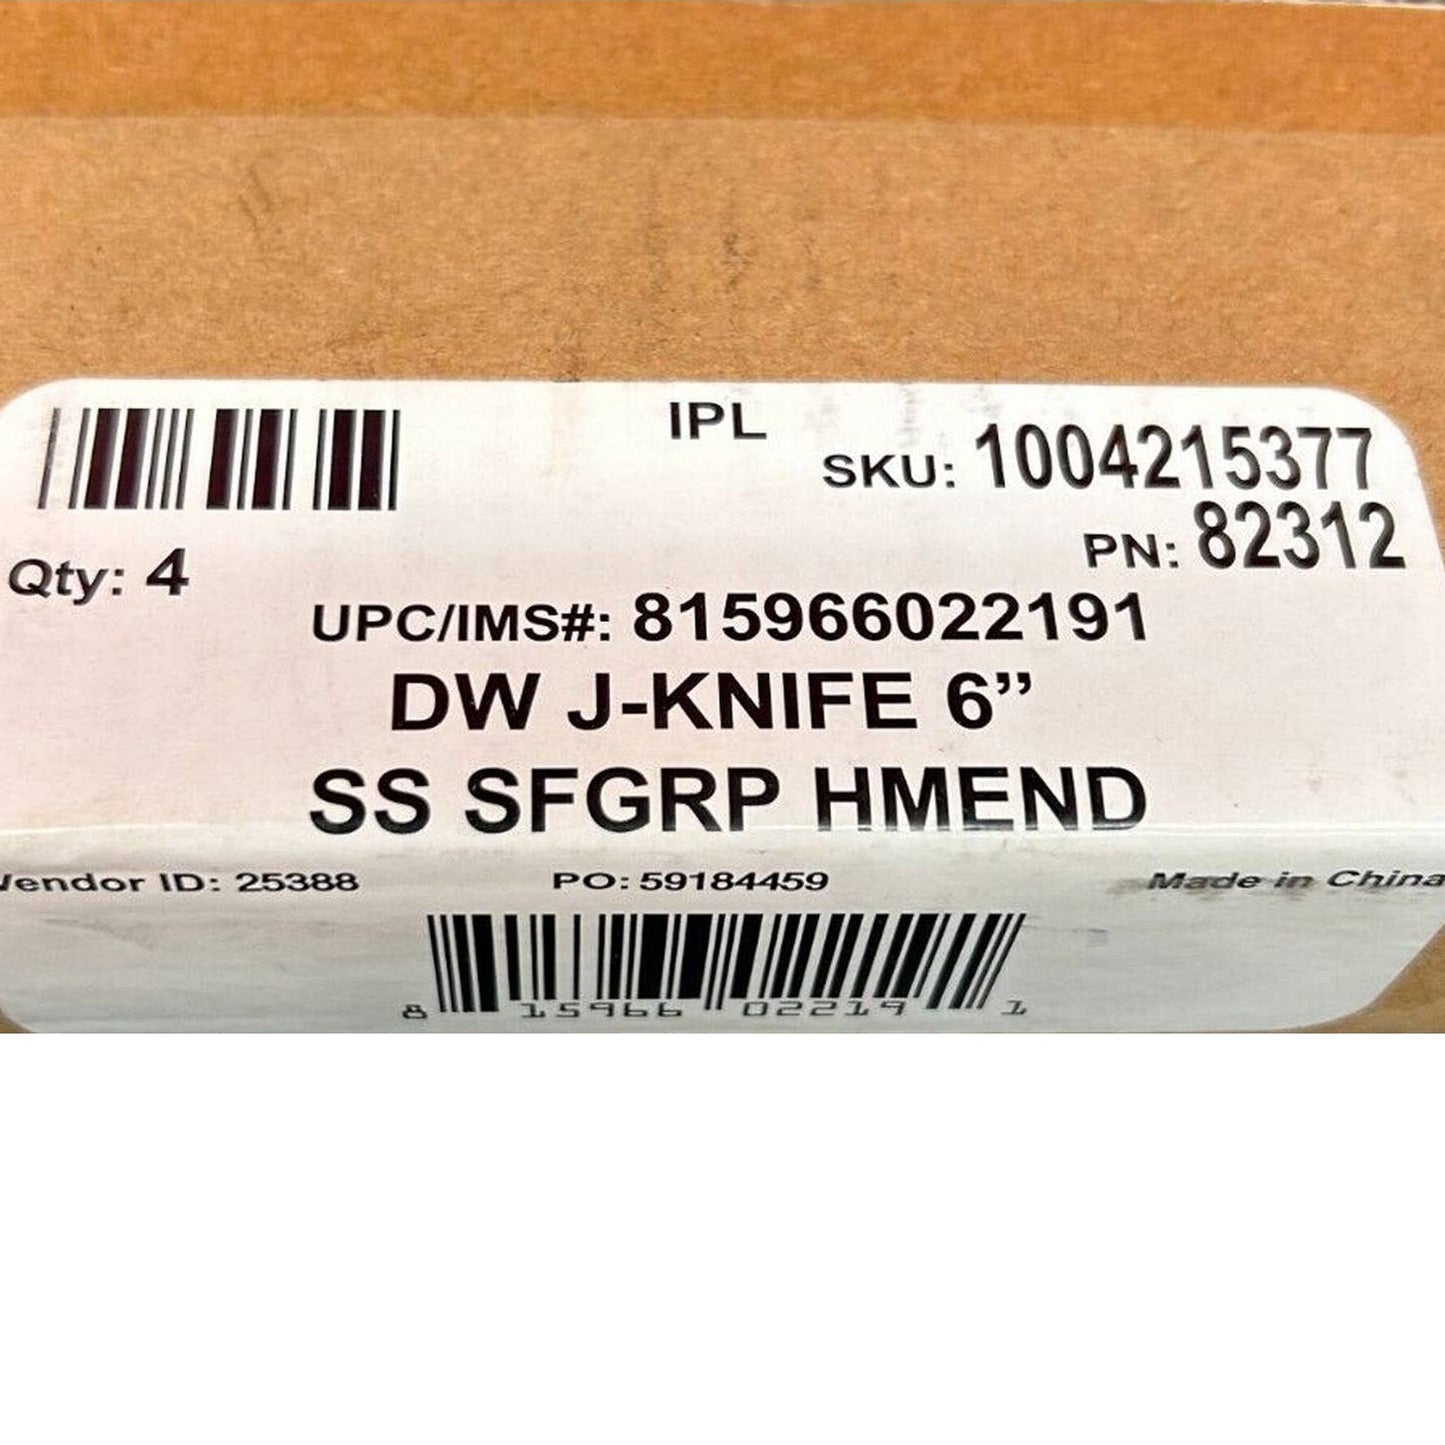 IPL
SKU: 1004215377
PN: 82312
Qty: 4
UPC/IMS#: 815966022191
DW J-KNIFE 6”
SS SFGRP HMEND
Vendor ID: 25388 PO: 59184459 Made in China
8 15966 02219 1